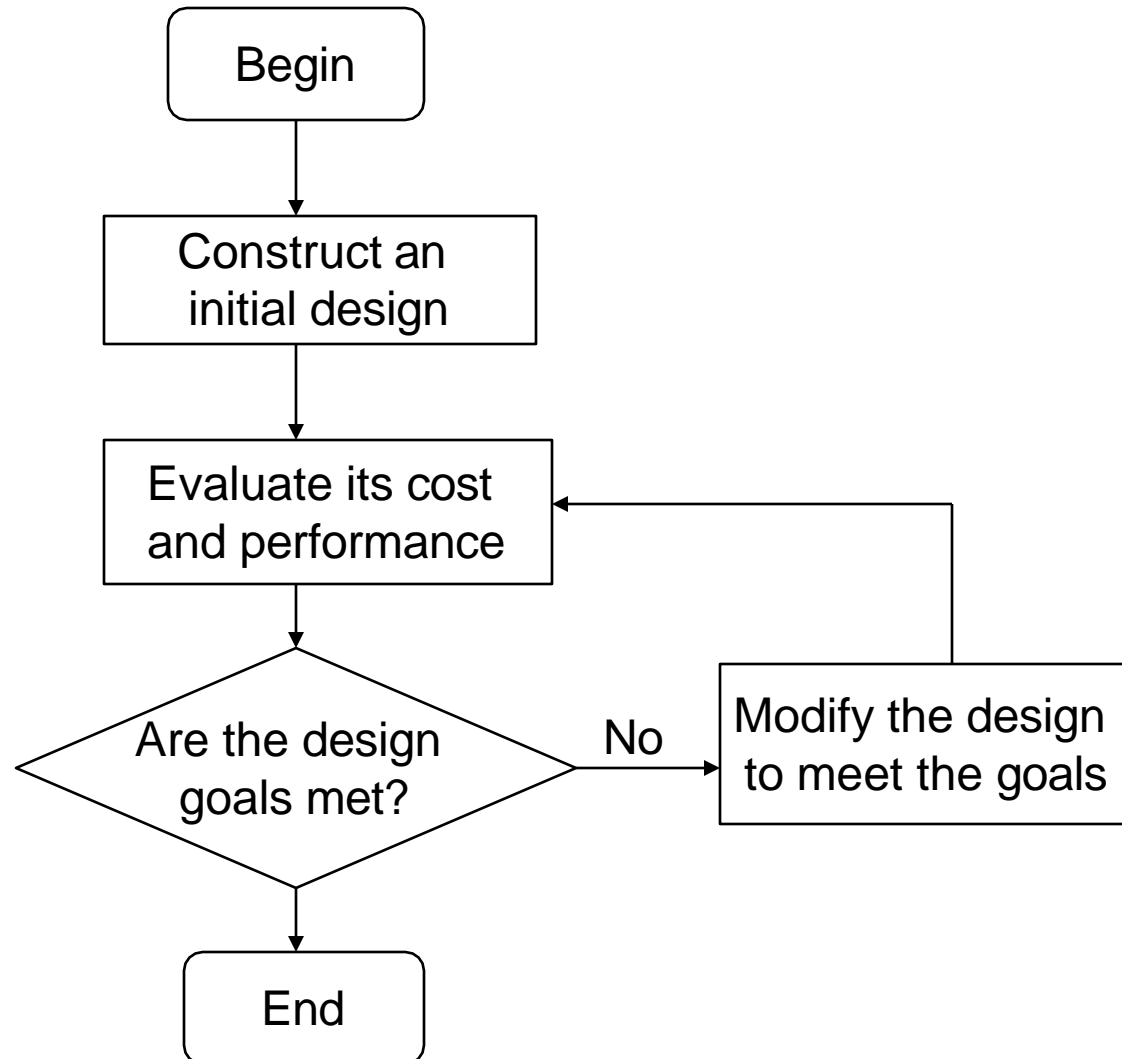 Begin
Construct an
initial design
Evaluate its cost
and performance
Are the design
goals met?
No
Modify the design
to meet the goals
End